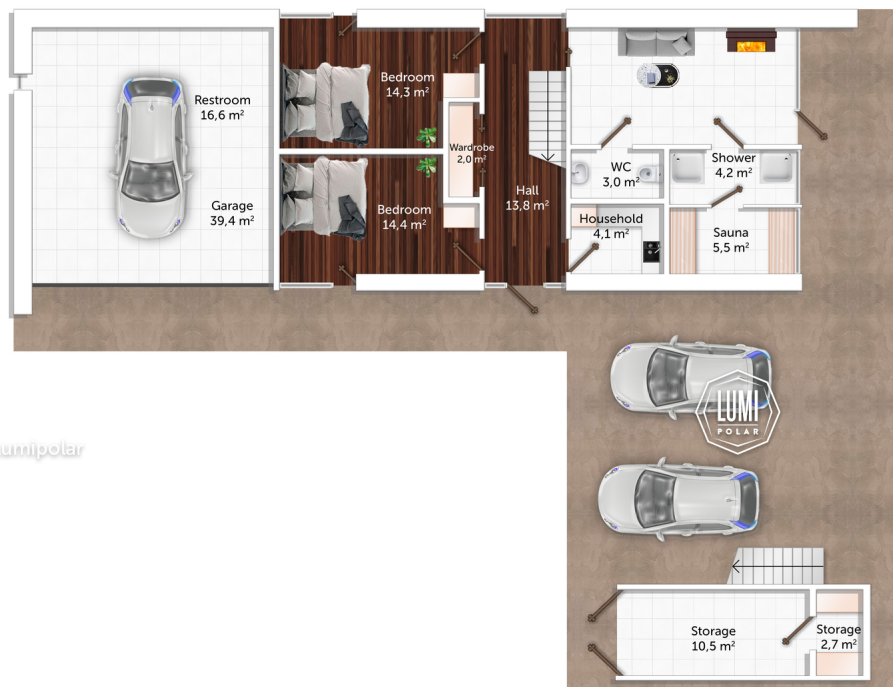 Restroom
16,6 m²
Garage
39,4 m²
Bedroom
14,3 m²
Wardrobe
2,0 m²
Bedroom
14,4 m²
Hall
13,8 m²
WC
3,0 m²
Shower
4,2 m²
Household
4,1 m²
Sauna
5,5 m²
LUMI
POLAR
umipolar
Storage
10,5 m²
Storage
2,7 m²